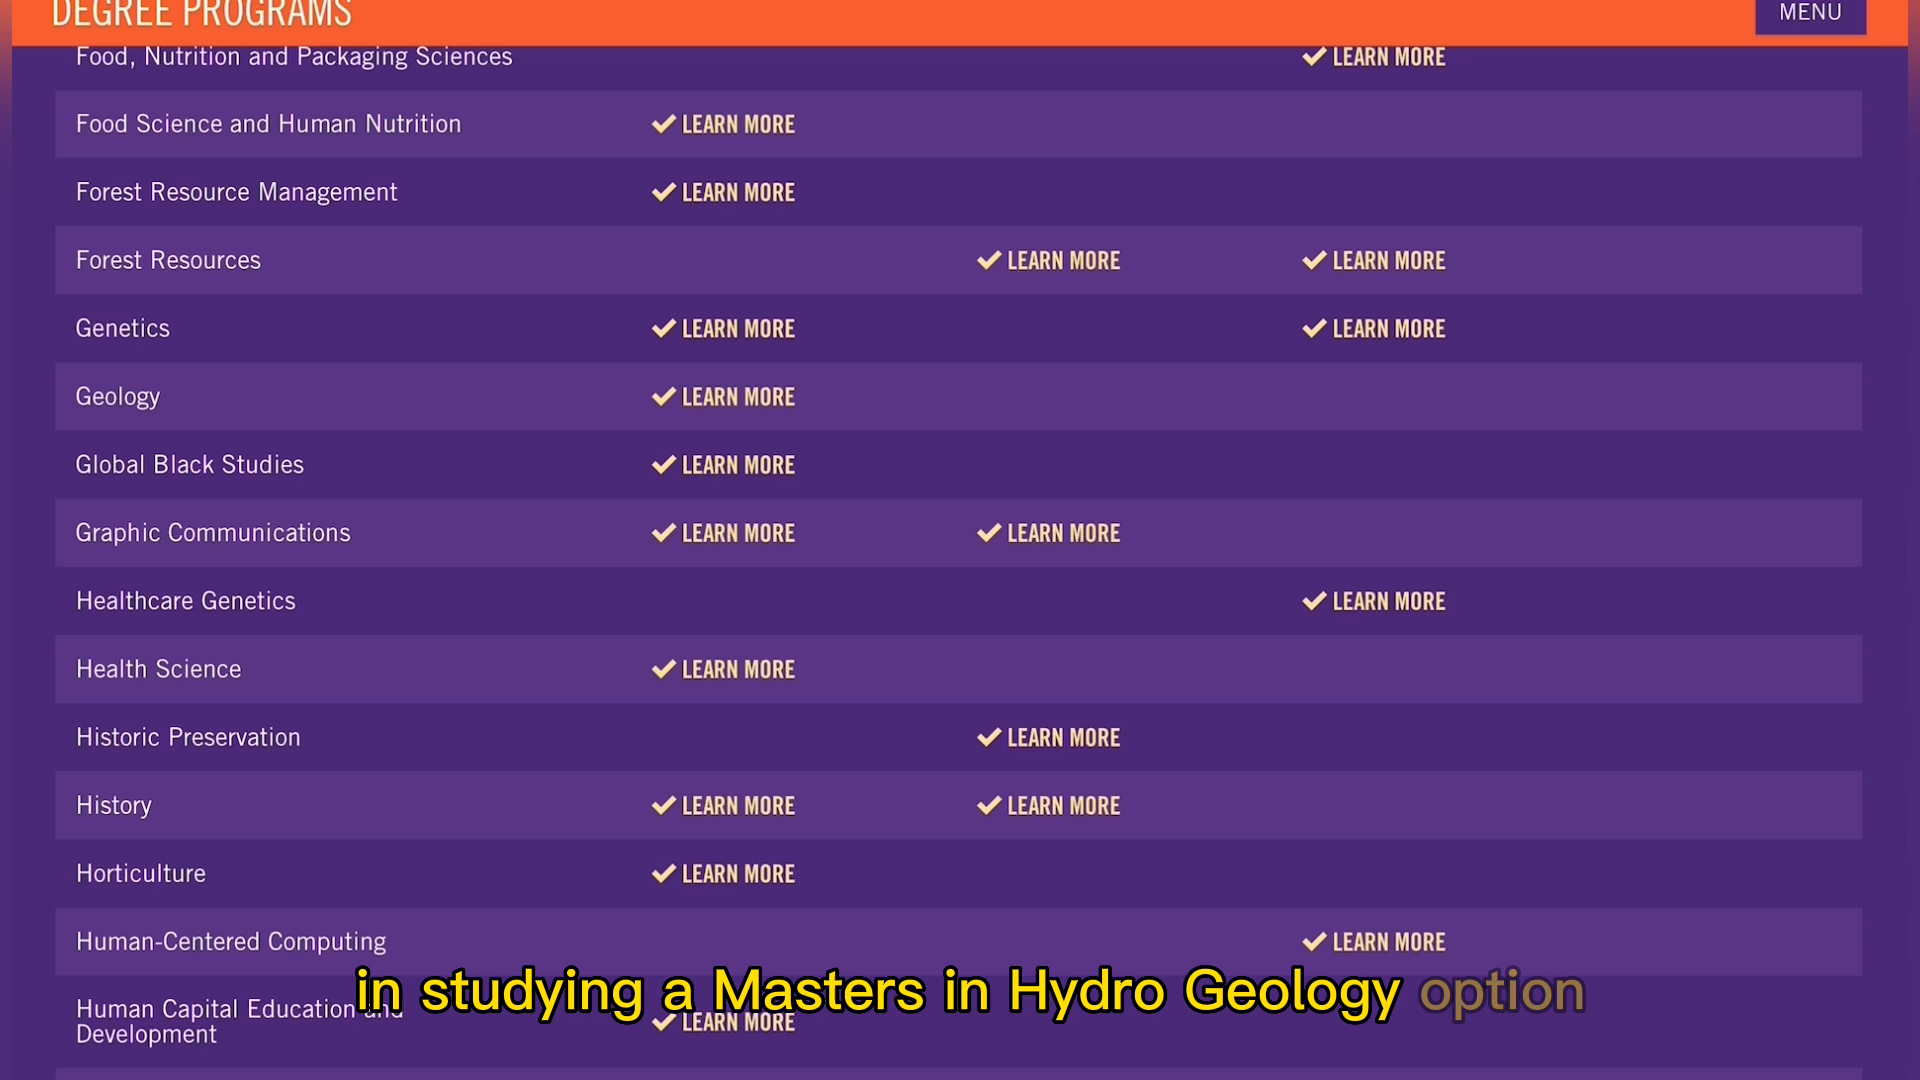 DEGREE PROGRAMS
MENU
Food, Nutrition and Packaging Sciences ✓ LEARN MORE
Food Science and Human Nutrition ✓ LEARN MORE
Forest Resource Management ✓ LEARN MORE
Forest Resources ✓ LEARN MORE ✓ LEARN MORE
Genetics ✓ LEARN MORE ✓ LEARN MORE
Geology ✓ LEARN MORE
Global Black Studies ✓ LEARN MORE
Graphic Communications ✓ LEARN MORE ✓ LEARN MORE
Healthcare Genetics ✓ LEARN MORE
Health Science ✓ LEARN MORE
Historic Preservation ✓ LEARN MORE
History ✓ LEARN MORE ✓ LEARN MORE
Horticulture ✓ LEARN MORE
Human-Centered Computing ✓ LEARN MORE
Human Capital Education and
Development ✓ LEARN MORE
in studying a Masters in Hydro Geology option